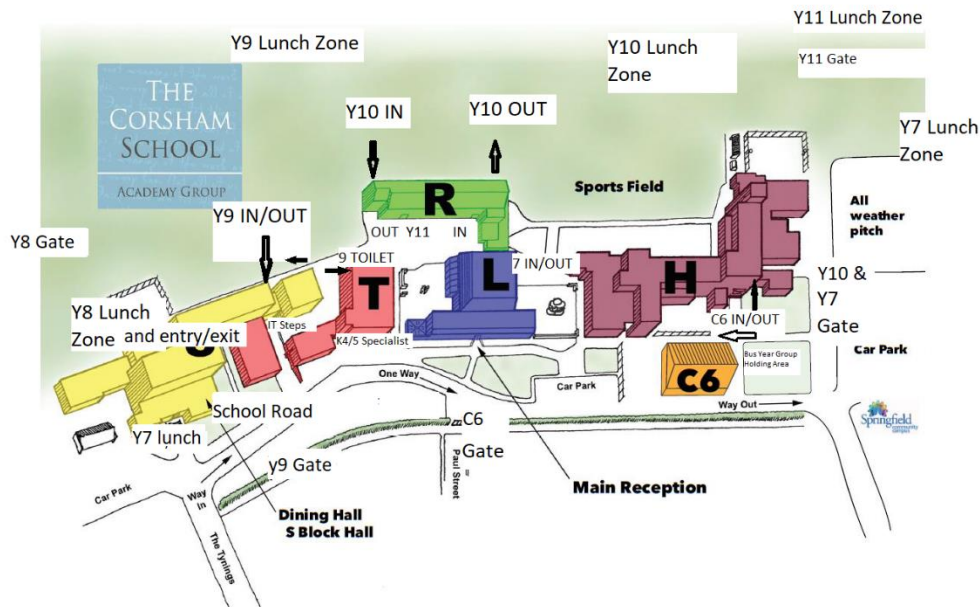 Y11 Lunch Zone
Y9 Lunch Zone
Y10 Lunch
Zone
Y11 Gate
THE
CORSHAM
SCHOOL
ACADEMY GROUP
Y10 IN
Y10 OUT
Y7 Lunch
Zone
R
Sports Field
All
weather
pitch
Y9 IN/OUT
OUT Y11 IN
Y8 Gate
9 TOILET
7 IN/OUT
T
L
H
Y10 &
Y7
Gate
Y8 Lunch
Zone and entry/exit
IT Steps
K4/5 Specialist
C6 IN/OUT
Car Park
Bus Year Group
Holding Area
One Way
Car Park
C6
Way Out
School Road
Springfield
community
campus
Y7 lunch
C6
Gate
y9 Gate
Paul Street
Main Reception
Car Park
Way
In
Dining Hall
S Block Hall
The Tynings